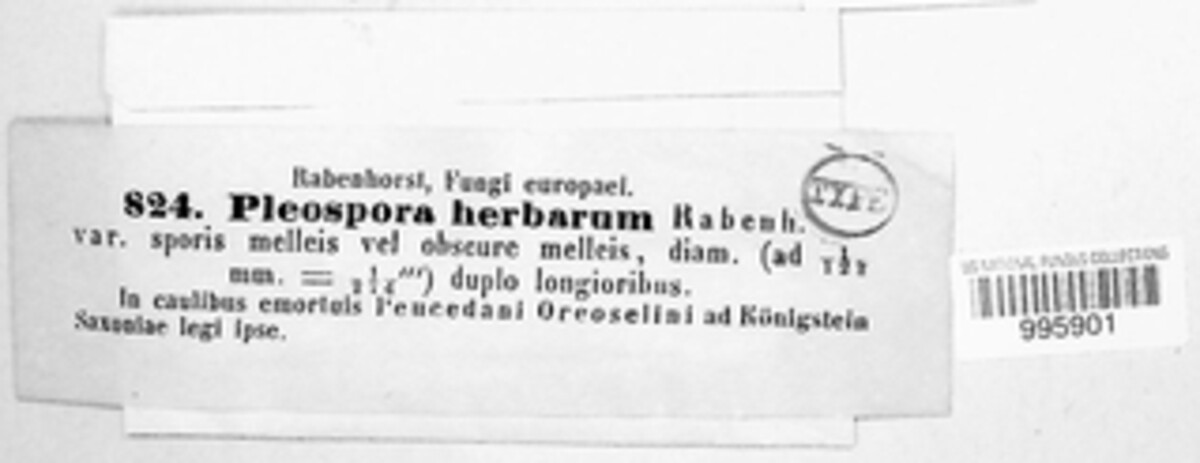 Rabenhorst, Fungi europaei.
TYPE
824. Pleospora herbarum Rabenh.
var. sporis melleis vel obscure melleis, diam. (ad
mm. = ''') duplo longioribus.
In caulibus emortuis Peucedani Oreoselini ad Königstein
Saxoniae legi ipse.
US NATIONAL FUNGUS COLLECTIONS
995901